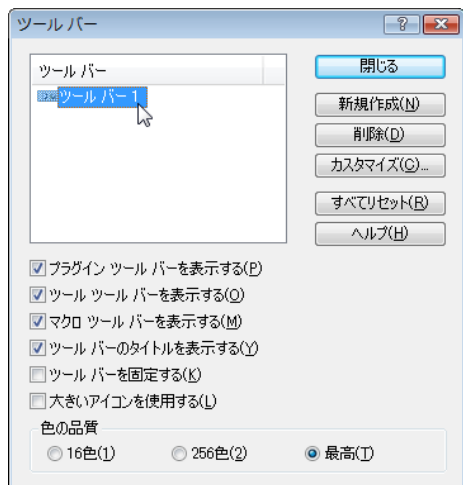 ツール バー
ツール バー
ツール バー 1
閉じる
新規作成(N)
削除(D)
カスタマイズ(C)...
すべてリセット(R)
ヘルプ(H)
プラグイン ツール バーを表示する(P)
ツール ツール バーを表示する(O)
マクロ ツール バーを表示する(M)
ツール バーのタイトルを表示する(Y)
ツール バーを固定する(K)
大きいアイコンを使用する(L)
色の品質
16色(1)
256色(2)
最高(T)